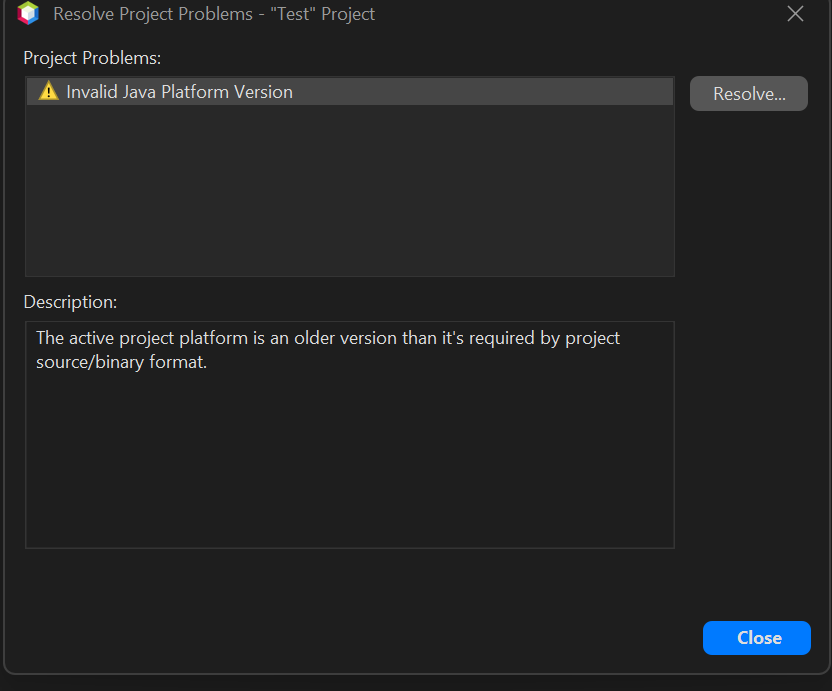 Resolve Project Problems - "Test" Project
Project Problems:
Invalid Java Platform Version
Resolve...
Description:
The active project platform is an older version than it's required by project
source/binary format.
Close